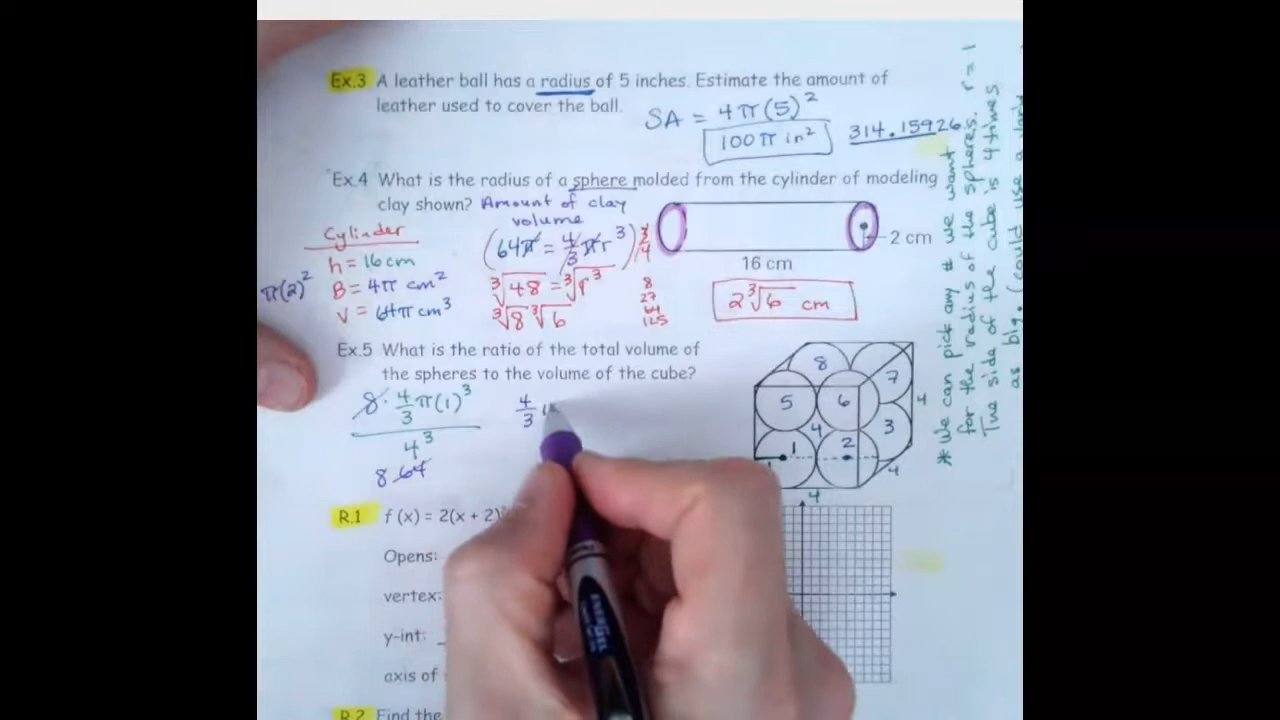 Ex.3 A leather ball has a radius of 5 inches. Estimate the amount of
leather used to cover the ball.
SA = 4π(5)²
100π in²
314.15926
Ex.4 What is the radius of a sphere molded from the cylinder of modeling
clay shown? Amount of clay
volume
Cylinder
h = 16 cm
π(2)² B = 4π cm²
V = 64π cm³
(64π = 4/3 πr³) 3/4
∛48 = ∛r³
∛8 ∛6
8
27
64
125
2 cm
16 cm
2∛6 cm
Ex.5 What is the ratio of the total volume of
the spheres to the volume of the cube?
8 · 4/3 π(1)³
4³
8 64
4/3
8
7
5
6
4
3
1
2
4
4
4
1
* We can pick any # we want
for the radius of the spheres. r = 1
The side of the cube is 4 times
as big. (could use a
R.1 f (x) = 2(x + 2)
Opens:
vertex:
y-int:
axis of
R.2 Find the